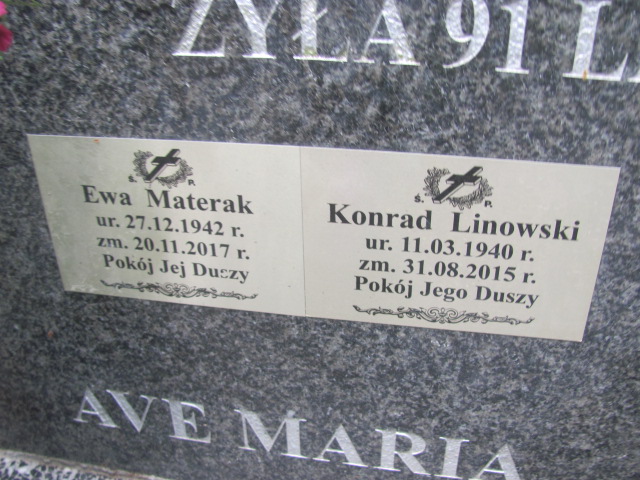 ŻYŁA 91 L
Ś. P.
Ewa Materak
ur. 27.12.1942 r.
zm. 20.11.2017 r.
Pokój Jej Duszy
Ś. P.
Konrad Linowski
ur. 11.03.1940 r.
zm. 31.08.2015 r.
Pokój Jego Duszy
AVE MARIA